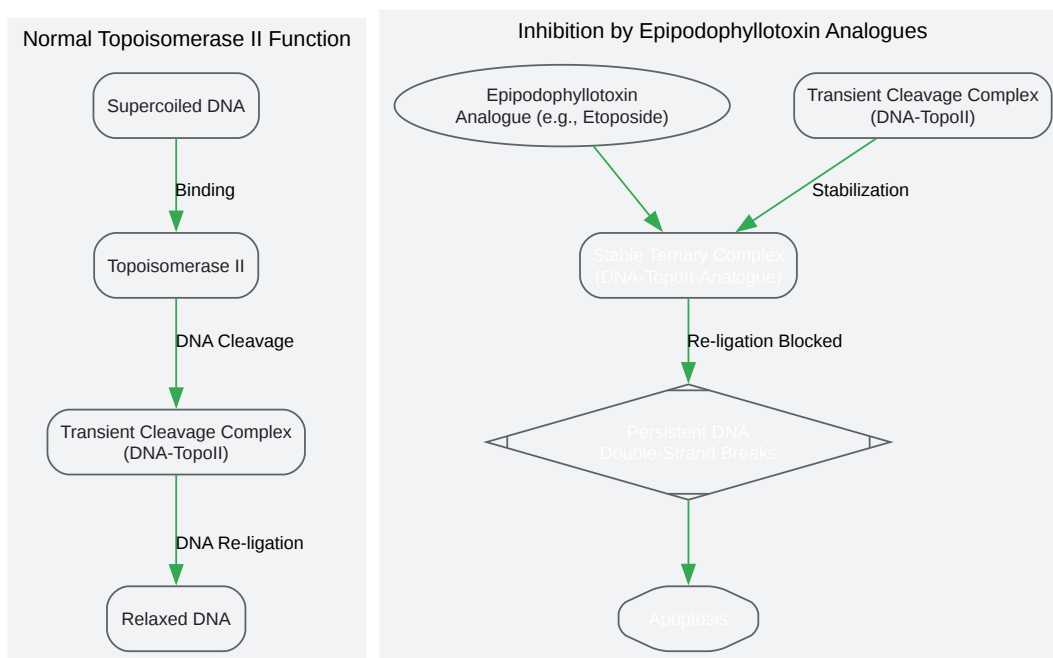 Normal Topoisomerase II Function
Supercoiled DNA
Binding
Topoisomerase II
DNA Cleavage
Transient Cleavage Complex
(DNA-TopoII)
DNA Re-ligation
Relaxed DNA
Inhibition by Epipodophyllotoxin Analogues
Epipodophyllotoxin
Analogue (e.g., Etoposide)
Transient Cleavage Complex
(DNA-TopoII)
Stabilization
Stable Ternary Complex
(DNA-TopoII-Analogue)
Re-ligation Blocked
Persistent DNA
Double-Strand Breaks
Apoptosis